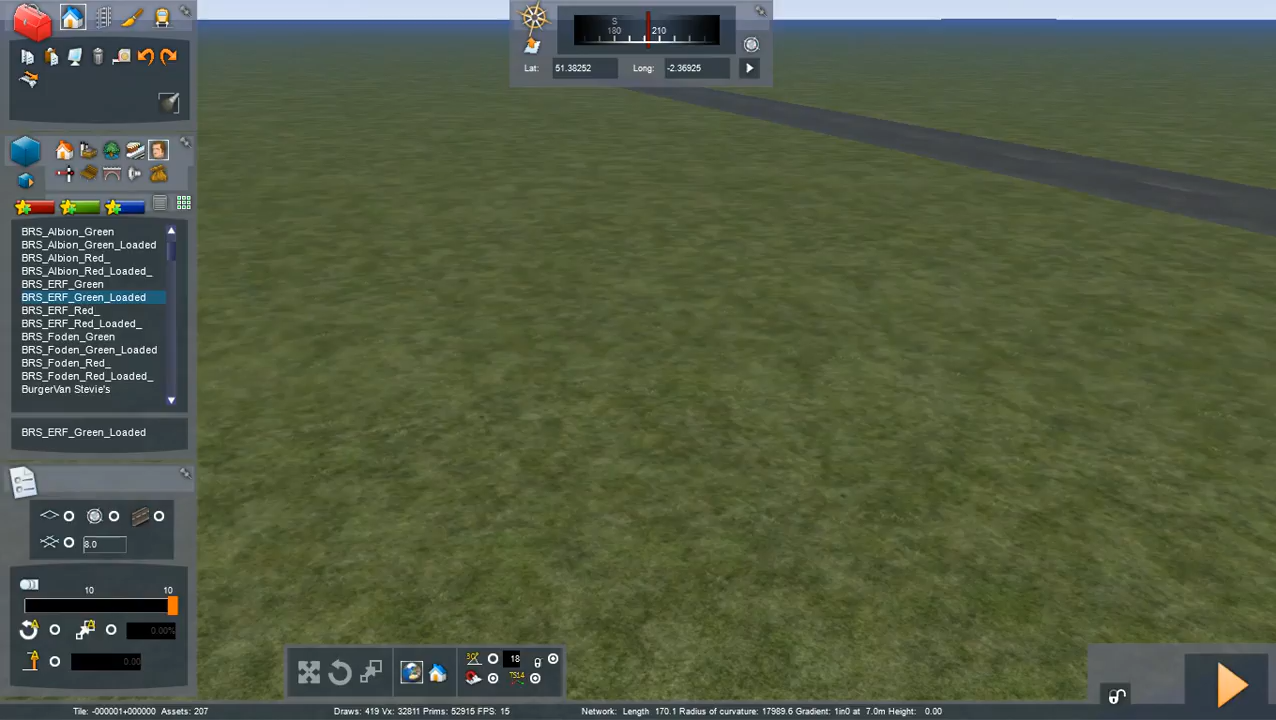 S
180 210
Lat: 51.38252 Long: -2.36925
BRS_Albion_Green
BRS_Albion_Green_Loaded
BRS_Albion_Red_
BRS_Albion_Red_Loaded_
BRS_ERF_Green
BRS_ERF_Green_Loaded
BRS_ERF_Red_
BRS_ERF_Red_Loaded_
BRS_Foden_Green
BRS_Foden_Green_Loaded
BRS_Foden_Red_
BRS_Foden_Red_Loaded_
BurgerVan Stevie's
BRS_ERF_Green_Loaded
8.0
10 10
0.00%
0.00
30° 18
TS14
Tile: -000001+000000 Assets: 207 Draws: 419 Vx: 32811 Prims: 52915 FPS: 15 Network: Length 170.1 Radius of curvature: 17989.6 Gradient: 1in0 at 7.0m Height: 0.00